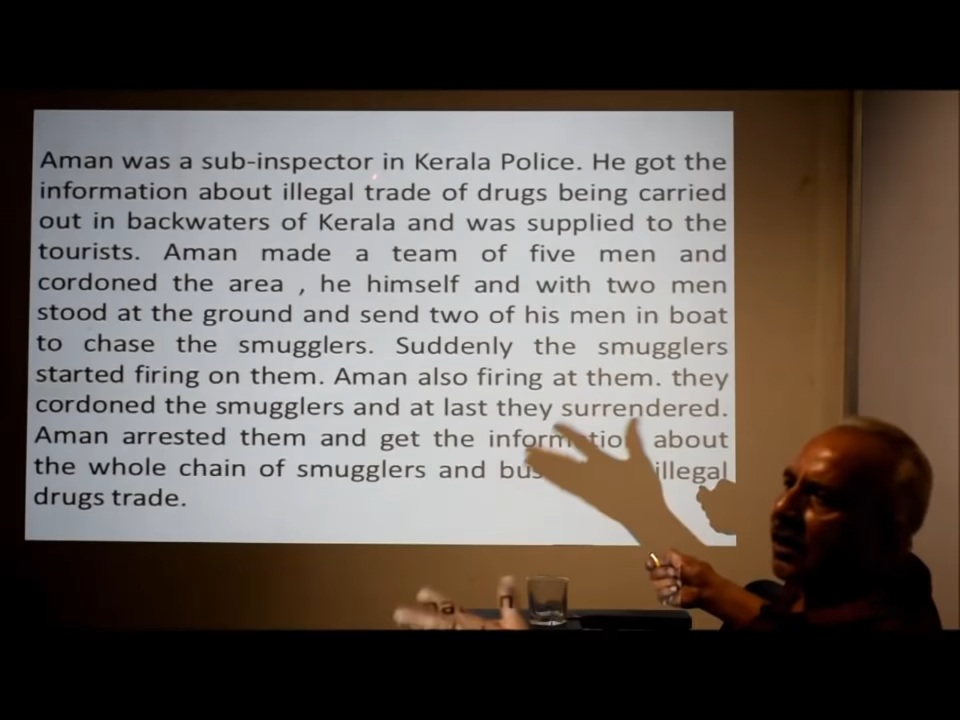 Aman was a sub-inspector in Kerala Police. He got the
information about illegal trade of drugs being carried
out in backwaters of Kerala and was supplied to the
tourists. Aman made a team of five men and
cordoned the area , he himself and with two men
stood at the ground and send two of his men in boat
to chase the smugglers. Suddenly the smugglers
started firing on them. Aman also firing at them. they
cordoned the smugglers and at last they surrendered.
Aman arrested them and get the information about
the whole chain of smugglers and illegal
drugs trade.